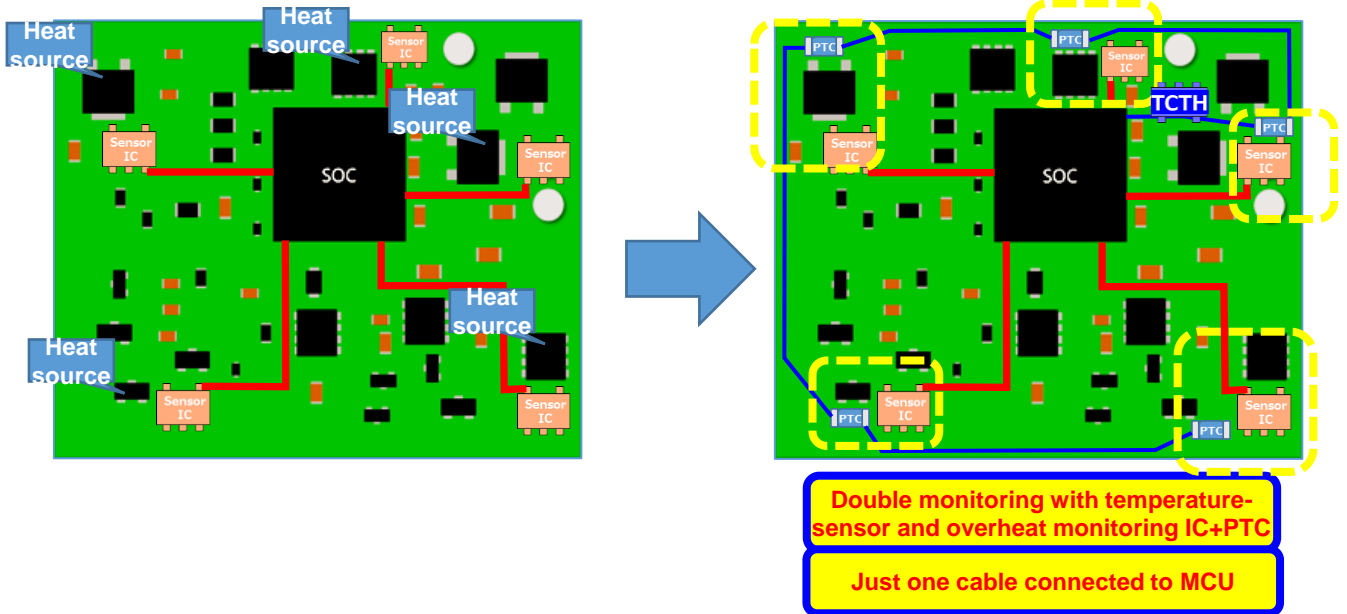 Heat
source
Heat
source
Sensor
IC
Heat
source
Sensor
IC
Sensor
IC
SOC
Heat
source
Heat
source
Sensor
IC
Sensor
IC
PTC
PTC
Sensor
IC
TCTH
PTC
Sensor
IC
Sensor
IC
SOC
PTC
Sensor
IC
PTC
Sensor
IC
Double monitoring with temperature-
sensor and overheat monitoring IC+PTC
Just one cable connected to MCU